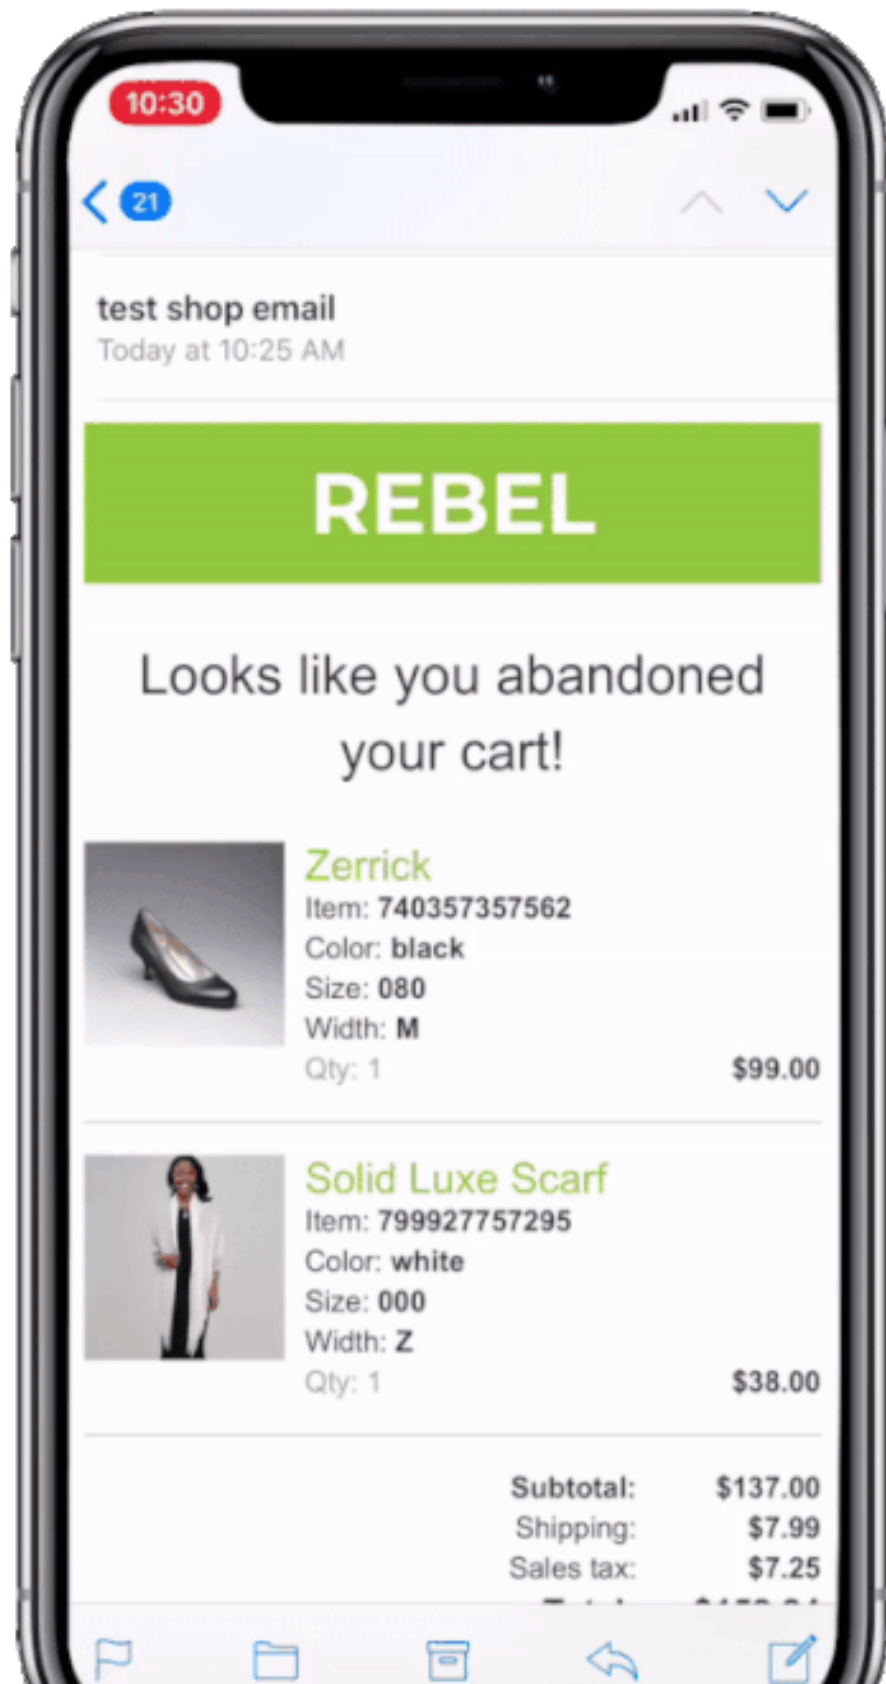 10:30
21
test shop email
Today at 10:25 AM
REBEL
Looks like you abandoned
your cart!
Zerrick
Item: 740357357562
Color: black
Size: 080
Width: M
Qty: 1 $99.00
Solid Luxe Scarf
Item: 799927757295
Color: white
Size: 000
Width: Z
Qty: 1 $38.00
Subtotal: $137.00
Shipping: $7.99
Sales tax: $7.25